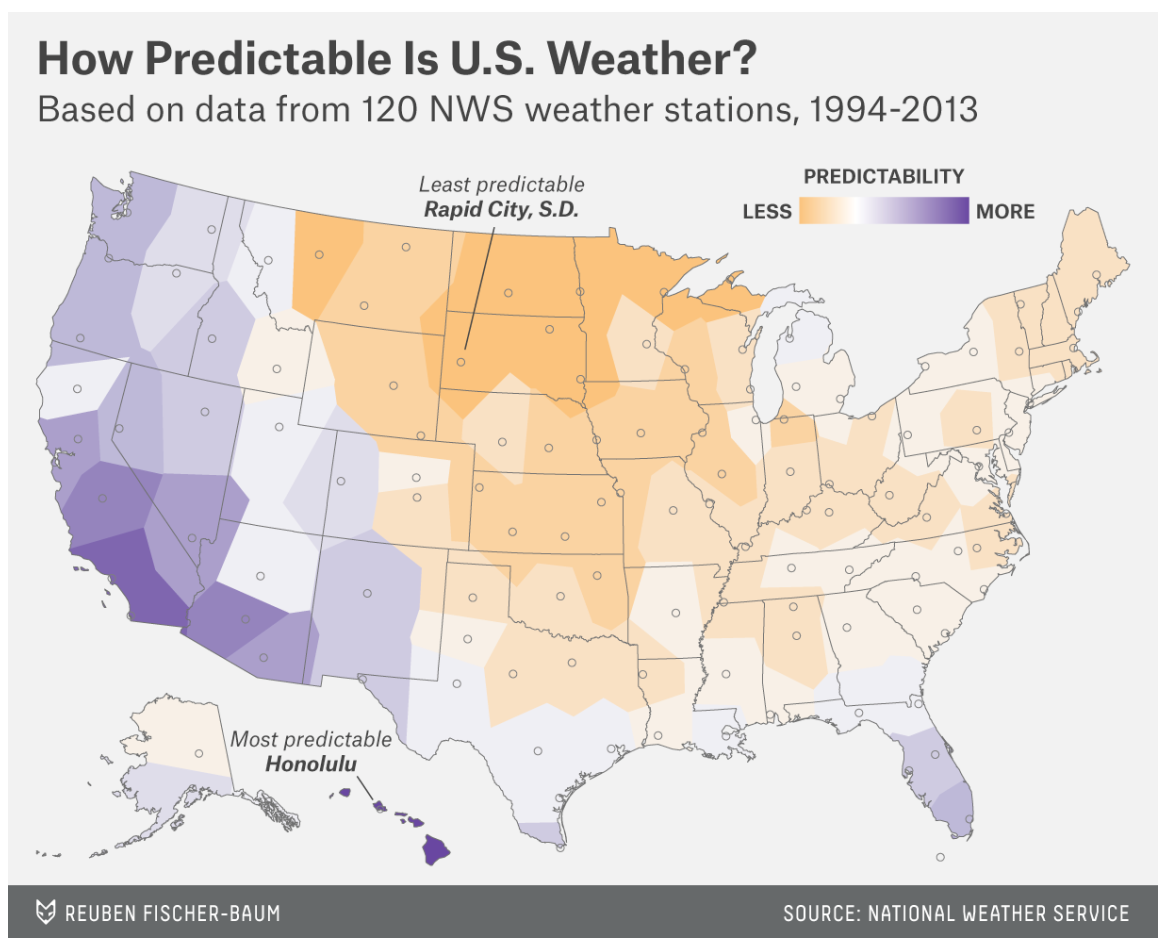 How Predictable Is U.S. Weather?
Based on data from 120 NWS weather stations, 1994-2013
Least predictable
Rapid City, S.D.
PREDICTABILITY
LESS MORE
Most predictable
Honolulu
REUBEN FISCHER-BAUM
SOURCE: NATIONAL WEATHER SERVICE